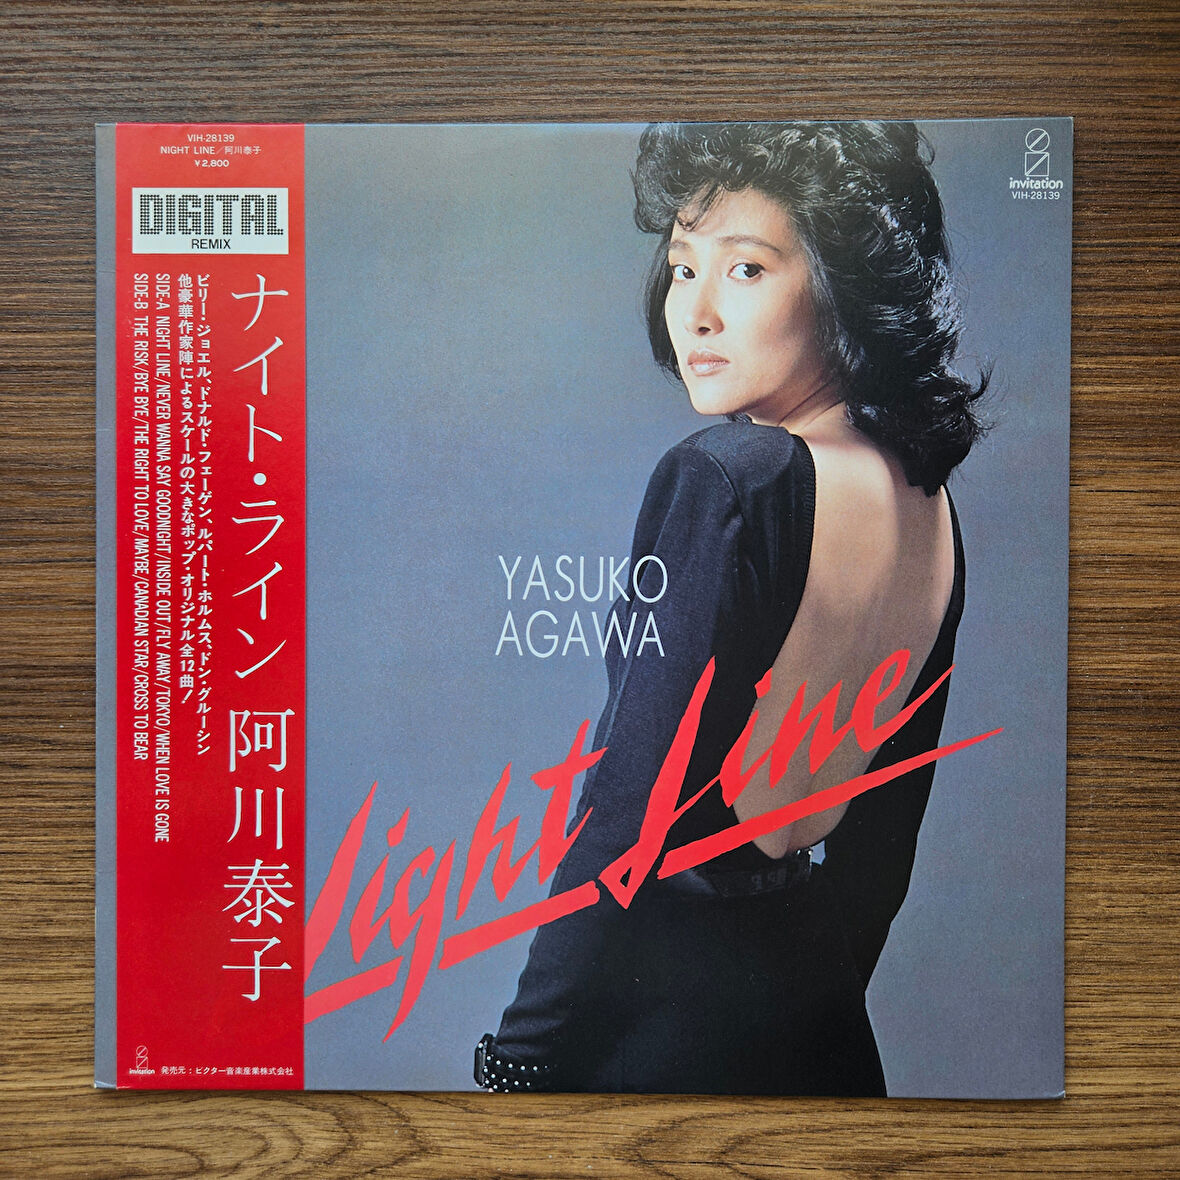 VIH-28139
NIGHT LINE/阿川泰子
￥2,800
DIGITAL
REMIX
ナイト・ライン 阿川泰子
ビリー・ジョエル、ドナルド・フェーゲン、ルパート・ホルムス、ドン・グルーシン
他豪華作家陣によるスケールの大きなポップ・オリジナル全12曲!
SIDE-A NIGHT LINE/NEVER WANNA SAY GOODNIGHT/INSIDE OUT/FLY AWAY/TOKYO/WHEN LOVE IS GONE
SIDE-B THE RISK/BYE BYE/THE RIGHT TO LOVE/MAYBE/CANADIAN STAR/CROSS TO BEAR
invitation
発売元:ビクター音楽産業株式会社
invitation
VIH-28139
YASUKO
AGAWA
Light Line